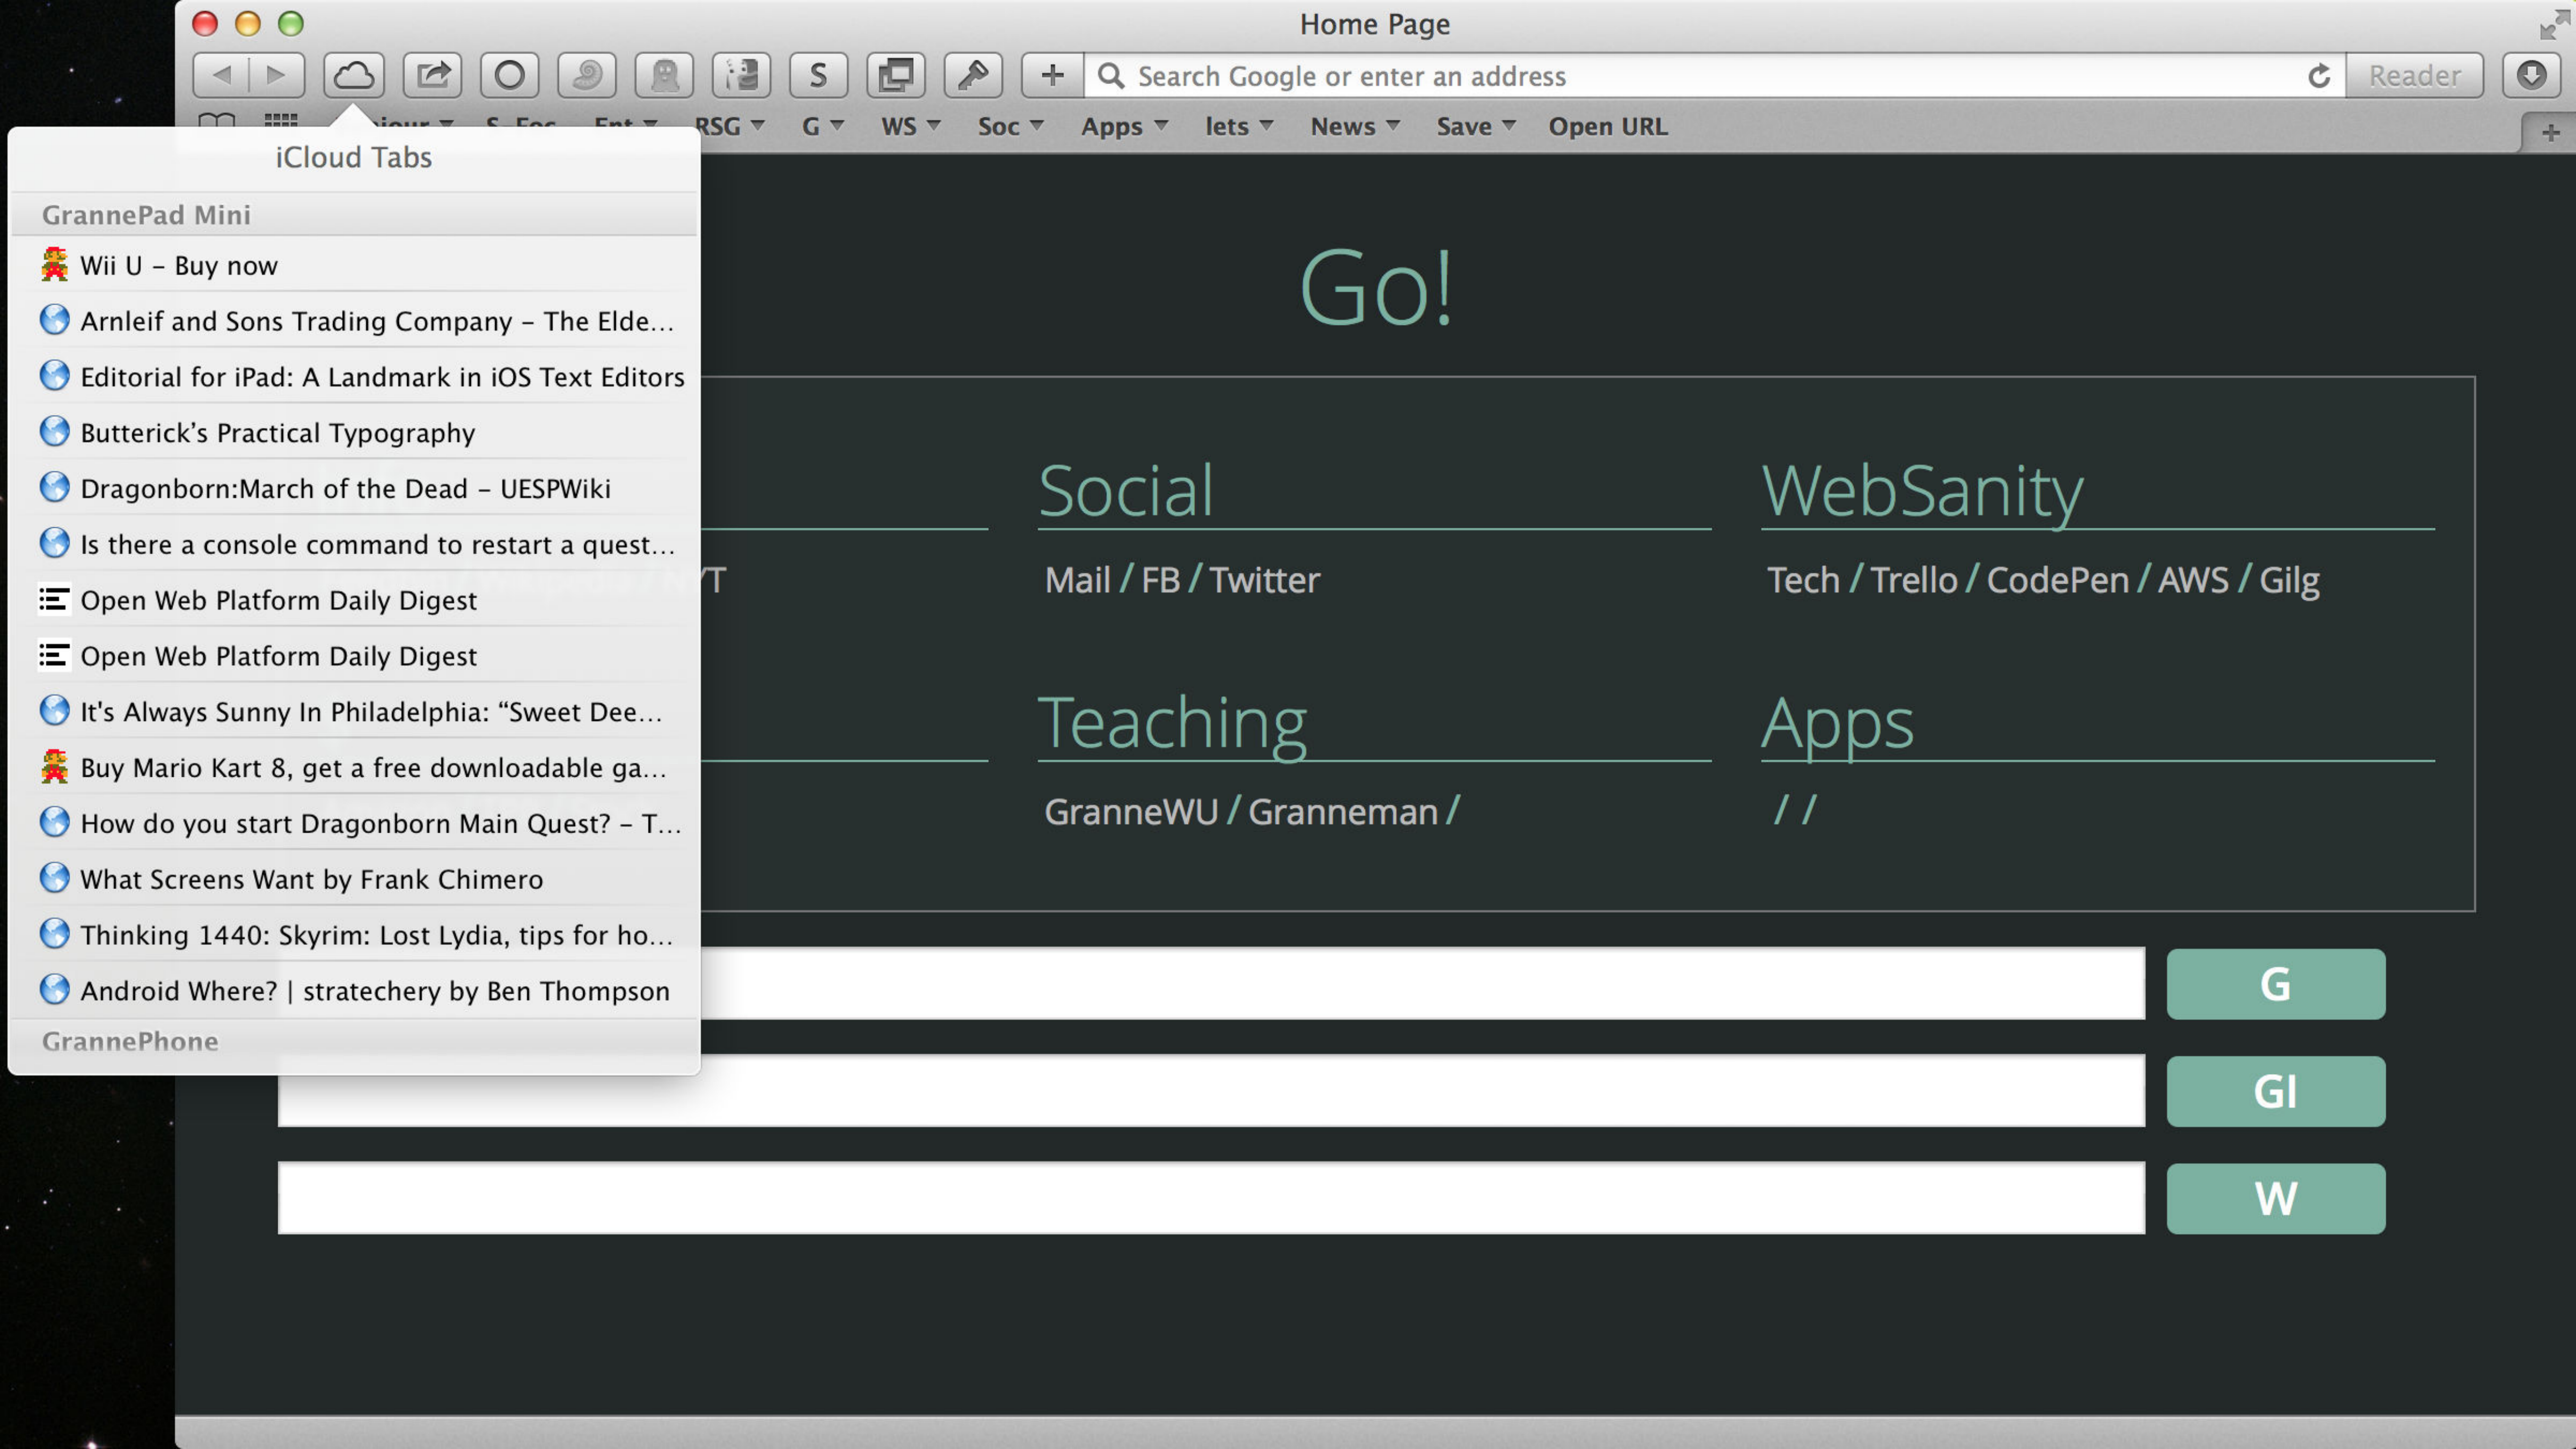 Home Page
S
Search Google or enter an address
Reader
RSG
G
WS
Soc
Apps
lets
News
Save
Open URL
iCloud Tabs
GrannePad Mini
Wii U – Buy now
Arnleif and Sons Trading Company – The Elde…
Editorial for iPad: A Landmark in iOS Text Editors
Butterick’s Practical Typography
Dragonborn:March of the Dead – UESPWiki
Is there a console command to restart a quest…
Open Web Platform Daily Digest
Open Web Platform Daily Digest
It's Always Sunny In Philadelphia: “Sweet Dee…
Buy Mario Kart 8, get a free downloadable ga…
How do you start Dragonborn Main Quest? – T…
What Screens Want by Frank Chimero
Thinking 1440: Skyrim: Lost Lydia, tips for ho…
Android Where? | stratechery by Ben Thompson
GrannePhone
Go!
Social
Mail / FB / Twitter
WebSanity
Tech / Trello / CodePen / AWS / Gilg
Teaching
GranneWU / Granneman /
Apps
/ /
G
GI
W